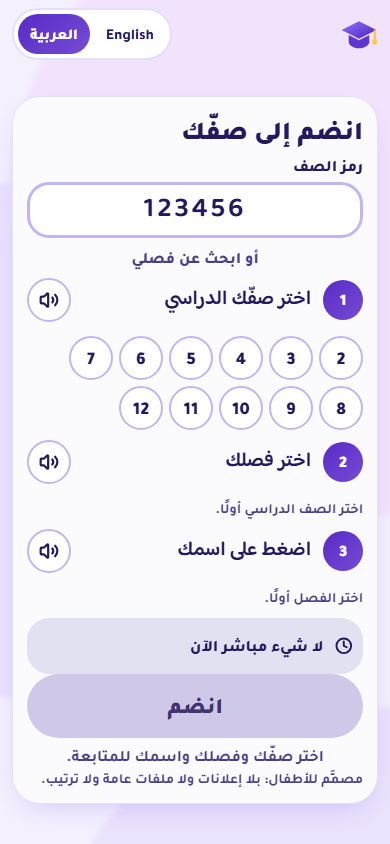 العربية English
انضم إلى صفّك
رمز الصف
123456
أو ابحث عن فصلي
1 اختر صفّك الدراسي
2 3 4 5 6 7
8 9 10 11 12
2 اختر فصلك
اختر الصف الدراسي أولًا.
3 اضغط على اسمك
اختر الفصل أولًا.
لا شيء مباشر الآن
انضم
اختر صفّك وفصلك واسمك للمتابعة.
مصمَّم للأطفال: بلا إعلانات ولا ملفات عامة ولا ترتيب.